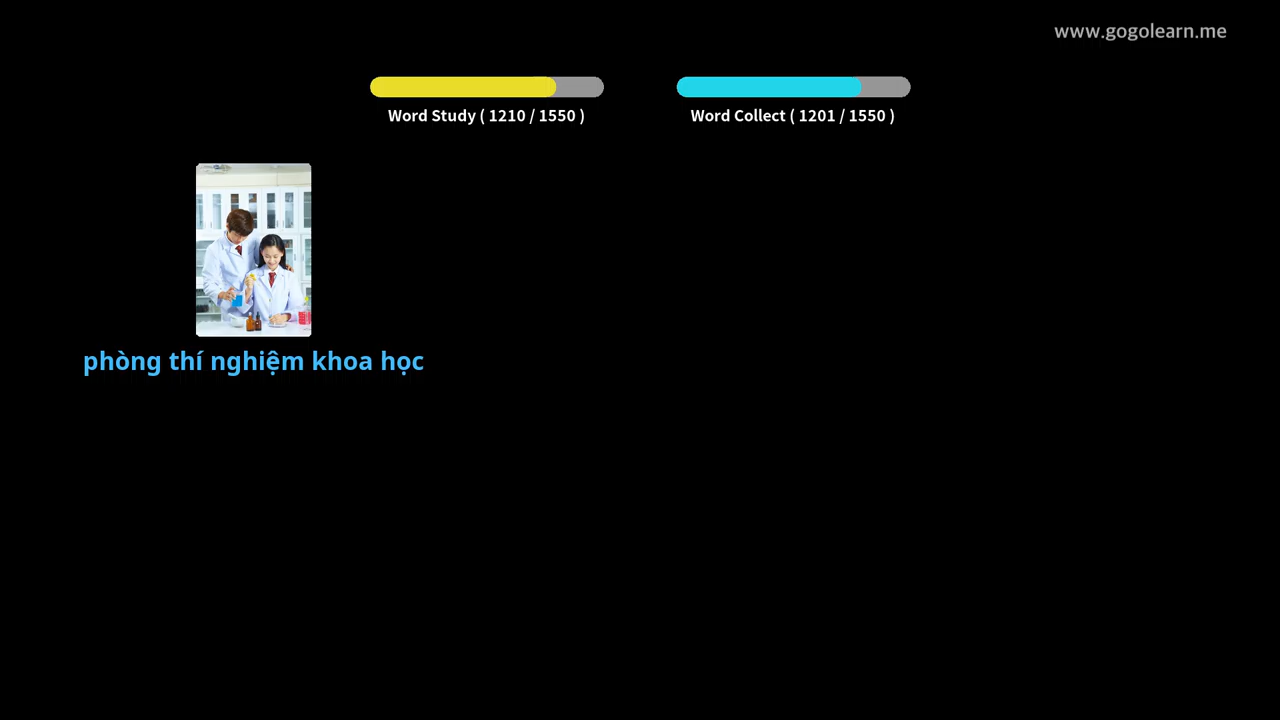 www.gogolearn.me
Word Study ( 1210 / 1550 )
Word Collect ( 1201 / 1550 )
phòng thí nghiệm khoa học